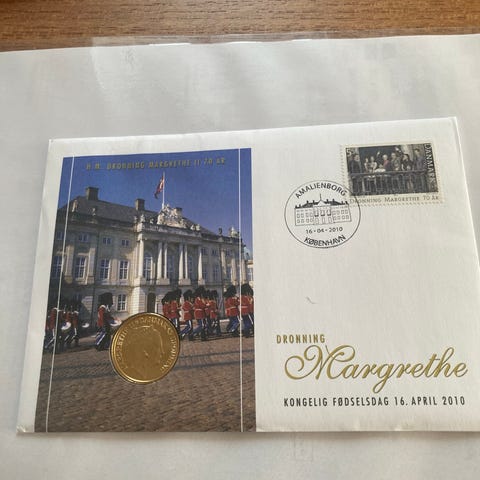 H.M. DRONNING MARGRETHE II 70 ÅR
DANMARK
DRONNING MARGRETHE 70 ÅR
AMALIENBORG
16-04-2010
KØBENHAVN
DRONNING
Margrethe
KONGELIG FØDSELSDAG 16. APRIL 2010